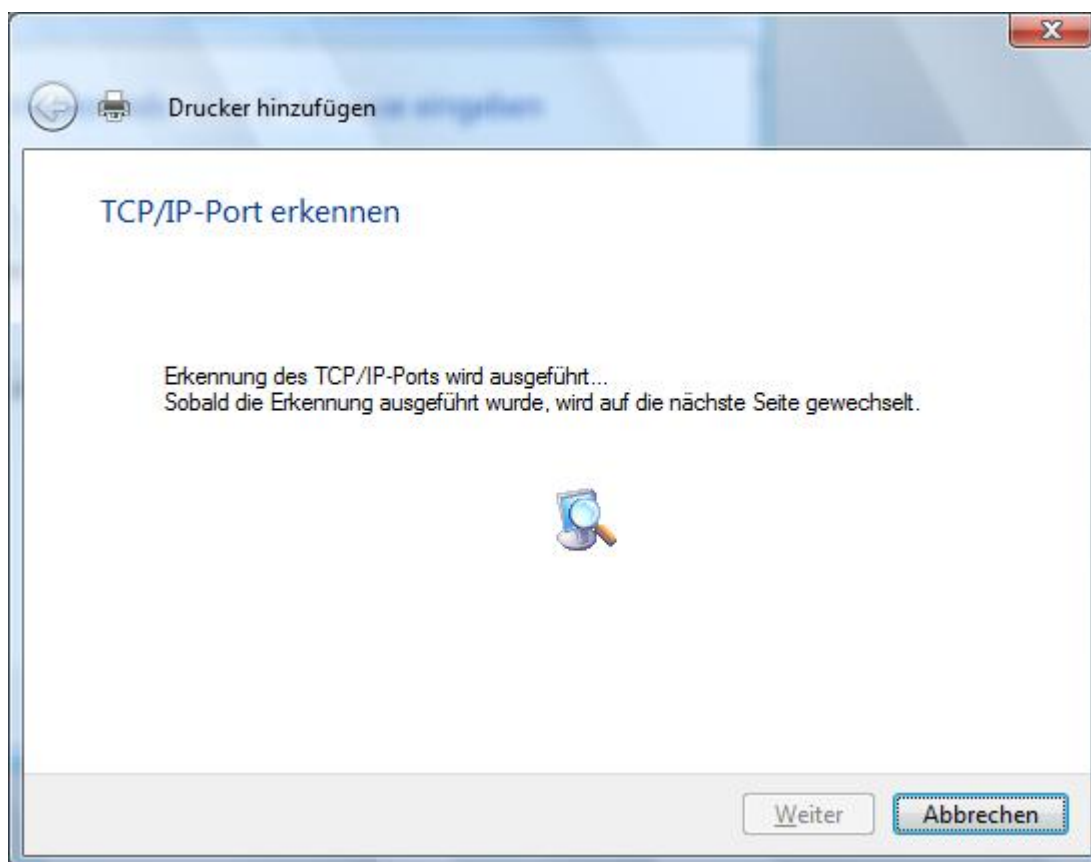 Drucker hinzufügen
TCP/IP-Port erkennen
Erkennung des TCP/IP-Ports wird ausgeführt...
Sobald die Erkennung ausgeführt wurde, wird auf die nächste Seite gewechselt.
Weiter
Abbrechen